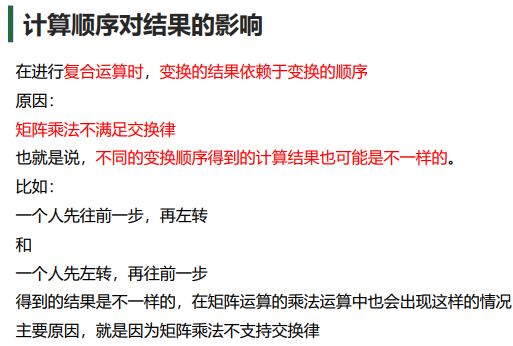 计算顺序对结果的影响
在进行复合运算时，变换的结果依赖于变换的顺序
原因：
矩阵乘法不满足交换律
也就是说，不同的变换顺序得到的计算结果也可能是不一样的。
比如：
一个人先往前一步，再左转
和
一个人先左转，再往前一步
得到的结果是不一样的，在矩阵运算的乘法运算中也会出现这样的情况
主要原因，就是因为矩阵乘法不支持交换律